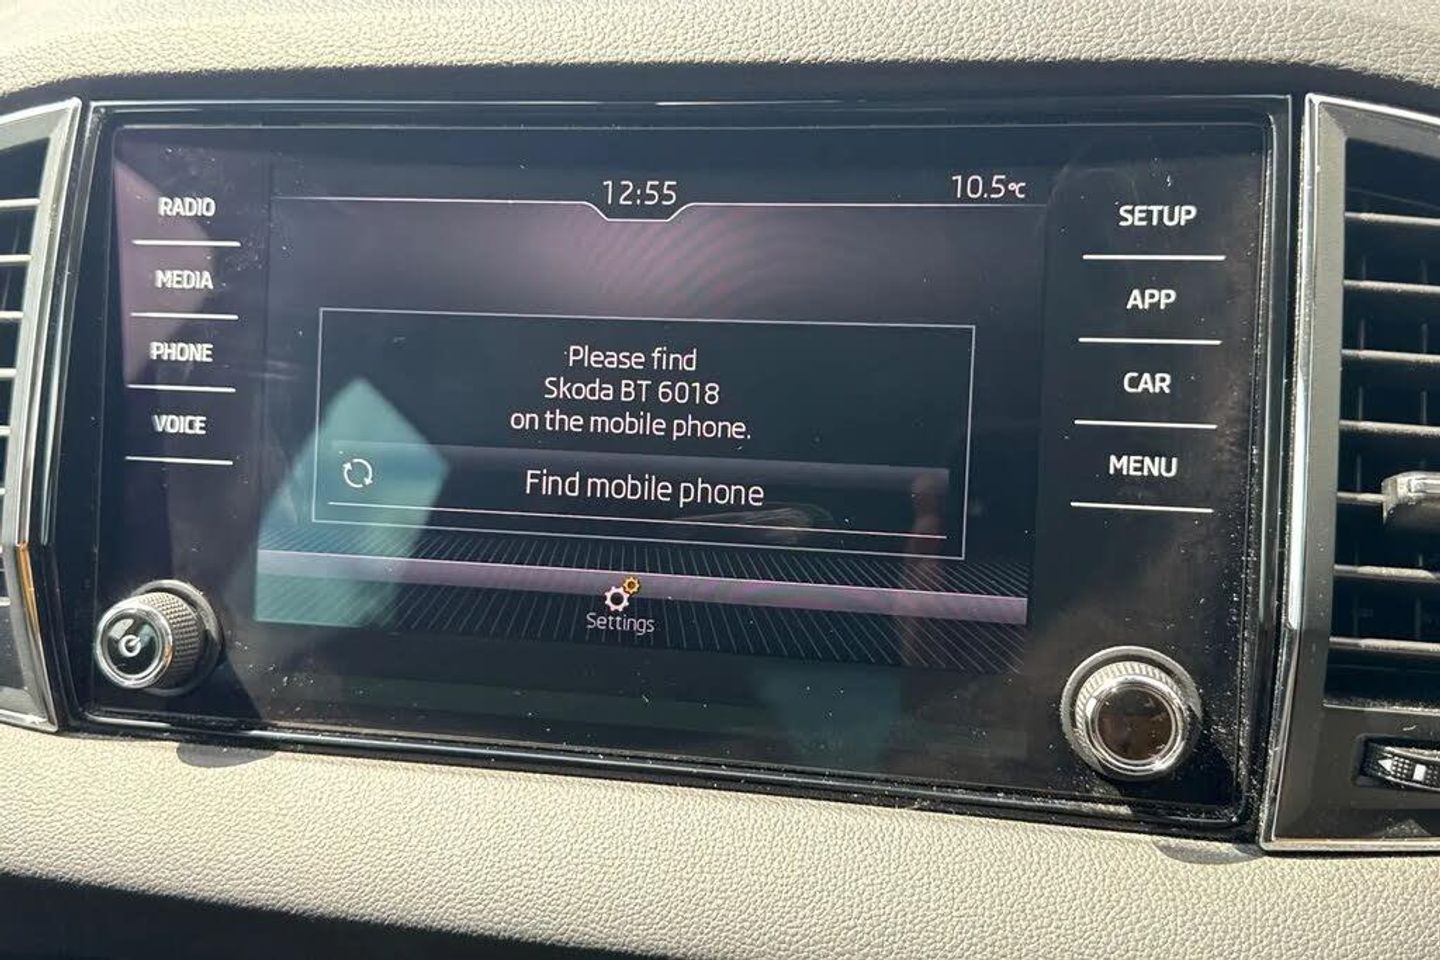 12:55
10.5°C
RADIO
MEDIA
PHONE
VOICE
Please find
Skoda BT 6018
on the mobile phone.
Find mobile phone
Settings
SETUP
APP
CAR
MENU